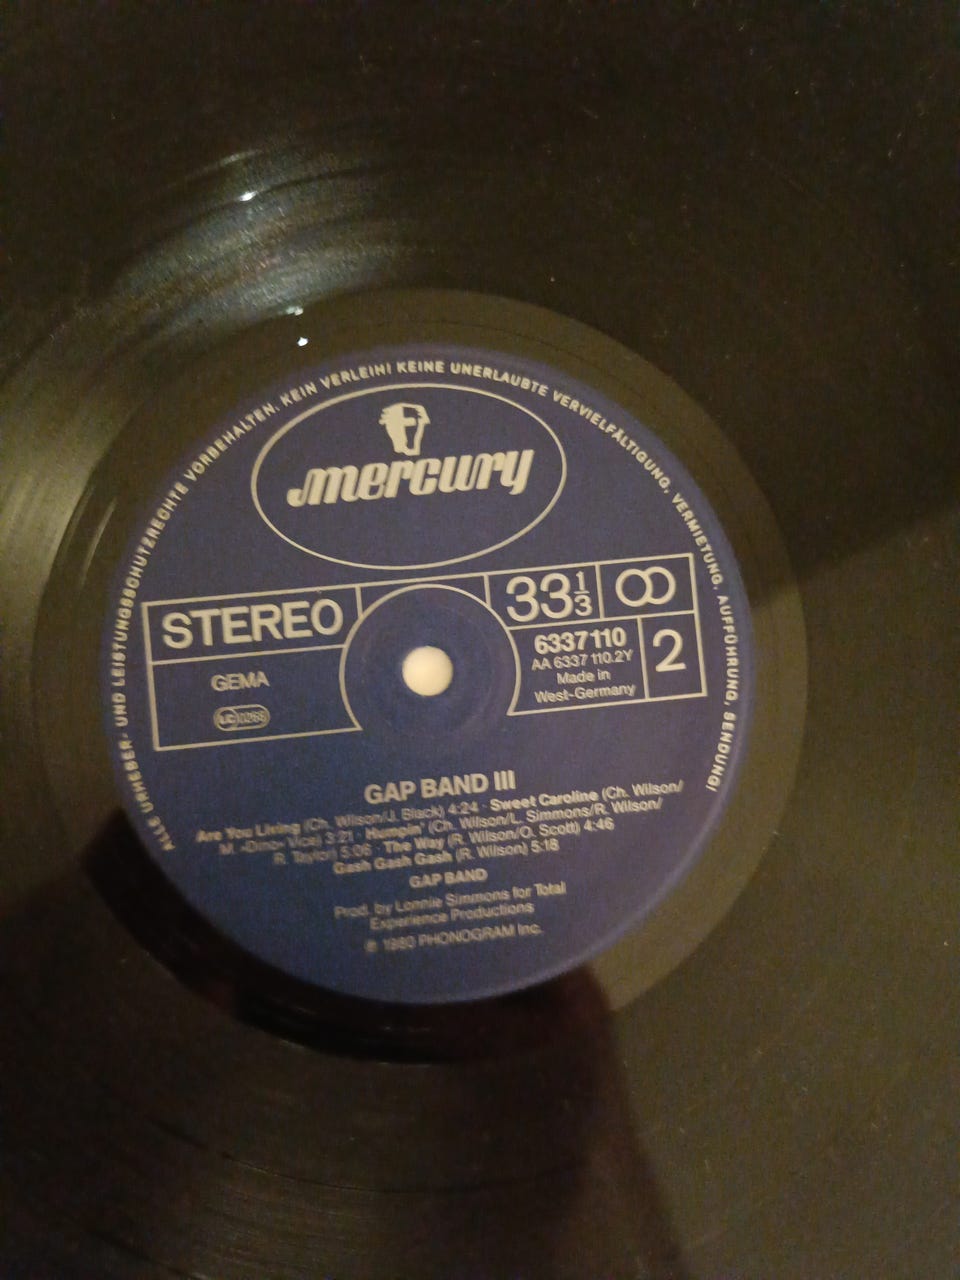 ALLE URHEBER- UND LEISTUNGSSCHUTZRECHTE VORBEHALTEN. KEIN VERLEIH! KEINE UNERLAUBTE VERVIELFÄLTIGUNG, VERMIETUNG, AUFFÜHRUNG, SENDUNG!
mercury
STEREO
33 1/3
GEMA
LC 0268
6337 110
AA 6337 110.2Y
Made in
West-Germany
2
GAP BAND III
Are You Living (Ch. Wilson/J. Black) 4:24 · Sweet Caroline (Ch. Wilson/
M. »Dino« Vice) 3:21 · Humpin' (Ch. Wilson/L. Simmons/R. Wilson/
R. Taylor) 5:06 · The Way (R. Wilson/O. Scott) 4:46
Gash Gash Gash (R. Wilson) 5:18
GAP BAND
Prod. by Lonnie Simmons for Total
Experience Productions
℗ 1980 PHONOGRAM Inc.